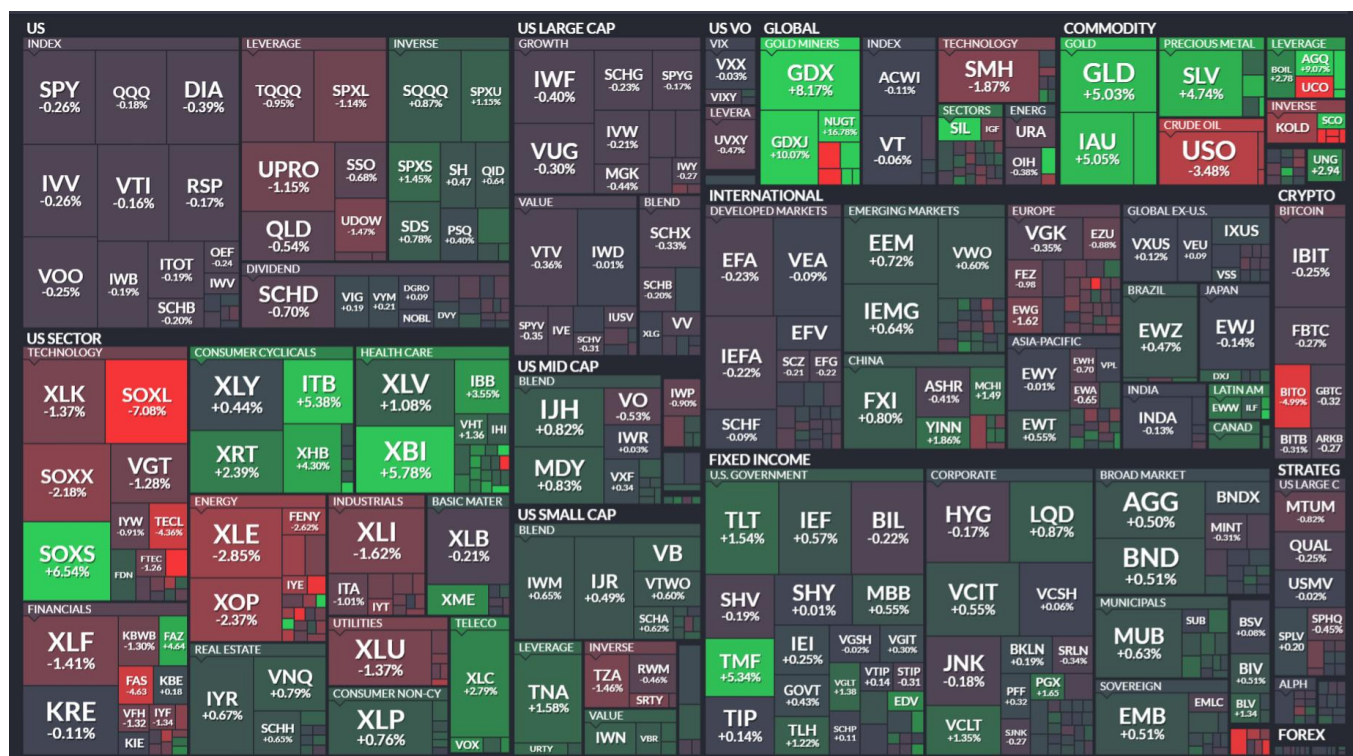 US
INDEX
SPY
-0.26%
QQQ
-0.18%
DIA
-0.39%
IVV
-0.26%
VTI
-0.16%
RSP
-0.17%
VOO
-0.25%
IWB
-0.19%
ITOT
-0.19%
OEF
-0.24
IWV
SCHB
-0.20%
LEVERAGE
TQQQ
-0.95%
SPXL
-1.14%
UPRO
-1.15%
SSO
-0.68%
QLD
-0.54%
UDOW
-1.47%
INVERSE
SQQQ
+0.87%
SPXU
+1.15%
SPXS
+1.45%
SH
+0.47
QID
+0.64
SDS
+0.78%
PSQ
+0.40%
DIVIDEND
SCHD
-0.70%
VIG
+0.19
VYM
+0.21
DGRO
+0.09
NOBL
DVY
US LARGE CAP
GROWTH
IWF
-0.40%
SCHG
-0.23%
SPYG
-0.17%
VUG
-0.30%
IVW
-0.21%
MGK
-0.44%
IWY
-0.27
VALUE
VTV
-0.36%
IWD
-0.01%
SPYV
-0.35
IVE
SCHV
-0.31
IUSV
BLEND
SCHX
-0.33%
SCHB
-0.20%
XLG
VV
US VO
VIX
VXX
-0.03%
VIXY
LEVERA
UVXY
-0.47%
GLOBAL
GOLD MINERS
GDX
+8.17%
GDXJ
+10.07%
NUGT
+16.78%
INDEX
ACWI
-0.11%
VT
-0.06%
TECHNOLOGY
SMH
-1.87%
SECTORS
SIL
IGF
ENERG
URA
OIH
-0.38%
COMMODITY
GOLD
GLD
+5.03%
IAU
+5.05%
PRECIOUS METAL
SLV
+4.74%
CRUDE OIL
USO
-3.48%
LEVERAGE
BOIL
+2.78
AGQ
+9.07%
UCO
INVERSE
KOLD
SCO
UNG
+2.94
INTERNATIONAL
DEVELOPED MARKETS
EFA
-0.23%
VEA
-0.09%
IEFA
-0.22%
EFV
SCZ
-0.21
EFG
-0.22
SCHF
-0.09%
EMERGING MARKETS
EEM
+0.72%
VWO
+0.60%
IEMG
+0.64%
CHINA
FXI
+0.80%
ASHR
-0.41%
MCHI
+1.49
YINN
+1.86%
EUROPE
VGK
-0.35%
EZU
-0.88%
FEZ
-0.98
EWG
-1.62
ASIA-PACIFIC
EWY
-0.01%
EWH
-0.70
VPL
EWA
-0.65
EWT
+0.55%
GLOBAL EX-U.S.
VXUS
+0.12%
VEU
+0.09
IXUS
VSS
BRAZIL
EWZ
+0.47%
JAPAN
EWJ
-0.14%
DXJ
INDIA
INDA
-0.13%
LATIN AM
EWW
ILF
CANAD
CRYPTO
BITCOIN
IBIT
-0.25%
FBTC
-0.27%
BITO
-4.99%
GBTC
-0.32
BITB
-0.31%
ARKB
-0.27
US SECTOR
TECHNOLOGY
XLK
-1.37%
SOXL
-7.08%
SOXX
-2.18%
VGT
-1.28%
IYW
-0.91%
TECL
-4.36%
SOXS
+6.54%
FDN
FTEC
-1.26
CONSUMER CYCLICALS
XLY
+0.44%
ITB
+5.38%
XRT
+2.39%
XHB
+4.30%
HEALTH CARE
XLV
+1.08%
IBB
+3.55%
XBI
+5.78%
VHT
+1.36
IHI
ENERGY
XLE
-2.85%
FENY
-2.62%
XOP
-2.37%
IYE
INDUSTRIALS
XLI
-1.62%
ITA
-1.01%
IYT
BASIC MATER
XLB
-0.21%
XME
FINANCIALS
XLF
-1.41%
KBWB
-1.30%
FAZ
+4.64
FAS
-4.63
KBE
+0.18
KRE
-0.11%
VFH
-1.32
IYF
-1.34
KIE
REAL ESTATE
IYR
+0.67%
VNQ
+0.79%
SCHH
+0.65%
UTILITIES
XLU
-1.37%
CONSUMER NON-CY
XLP
+0.76%
TELECO
XLC
+2.79%
VOX
US MID CAP
BLEND
IJH
+0.82%
VO
-0.53%
IWP
-0.90%
MDY
+0.83%
IWR
+0.03%
VXF
+0.34
US SMALL CAP
BLEND
IWM
+0.65%
IJR
+0.49%
VB
VTWO
+0.60%
SCHA
+0.62%
LEVERAGE
TNA
+1.58%
URTY
INVERSE
TZA
-1.46%
RWM
-0.46%
SRTY
VALUE
IWN
VBR
FIXED INCOME
U.S. GOVERNMENT
TLT
+1.54%
IEF
+0.57%
BIL
-0.22%
SHV
-0.19%
SHY
+0.01%
MBB
+0.55%
TMF
+5.34%
IEI
+0.25%
VGSH
-0.02%
VGIT
+0.30%
GOVT
+0.43%
VGLT
+1.38
VTIP
+0.14
STIP
-0.31
EDV
TIP
+0.14%
TLH
+1.22%
SCHP
+0.11
CORPORATE
HYG
-0.17%
LQD
+0.87%
VCIT
+0.55%
VCSH
+0.06%
JNK
-0.18%
BKLN
+0.19%
SRLN
-0.34%
PFF
+0.32
PGX
+1.65
VCLT
+1.35%
SJNK
-0.27
BROAD MARKET
AGG
+0.50%
BNDX
BND
+0.51%
MINT
-0.31%
MUNICIPALS
MUB
+0.63%
SUB
BSV
+0.08%
BIV
+0.51%
BLV
+1.34
SOVEREIGN
EMB
+0.51%
EMLC
STRATEG
US LARGE C
MTUM
-0.82%
QUAL
-0.25%
USMV
-0.02%
SPLV
+0.20
SPHQ
-0.45%
ALPH
FOREX